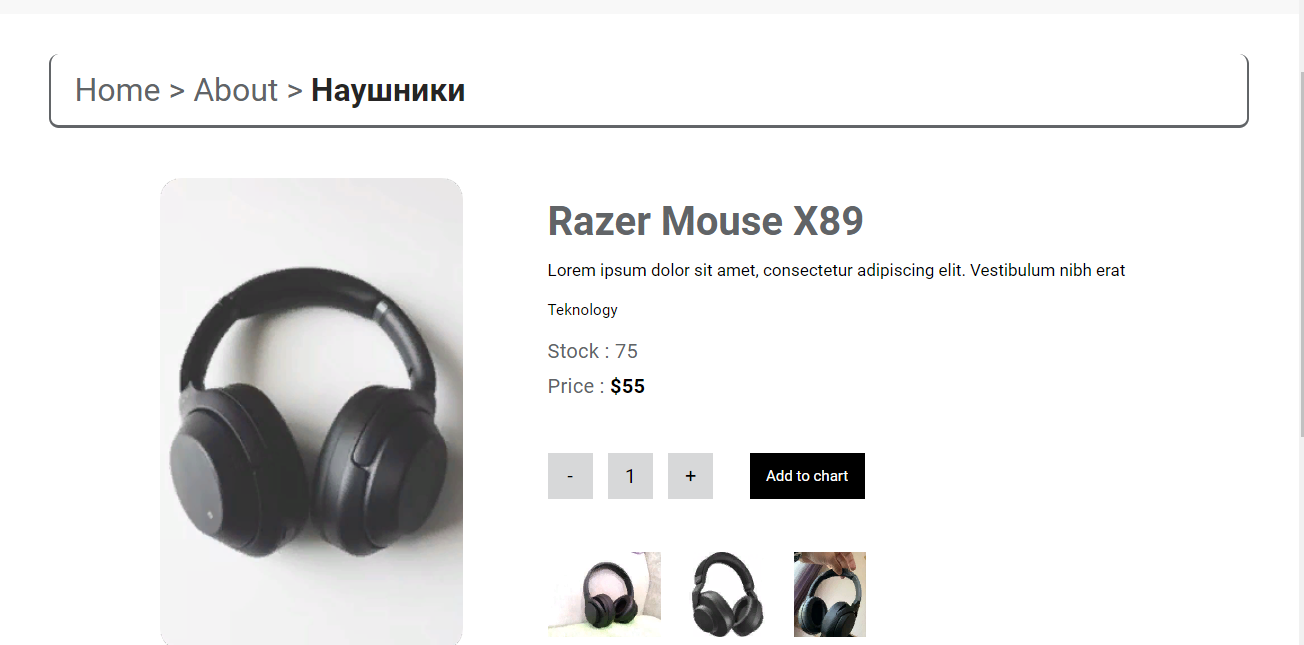 Home > About > Наушники
Razer Mouse X89
Lorem ipsum dolor sit amet, consectetur adipiscing elit. Vestibulum nibh erat
Teknology
Stock : 75
Price : $55
- 1 + Add to chart